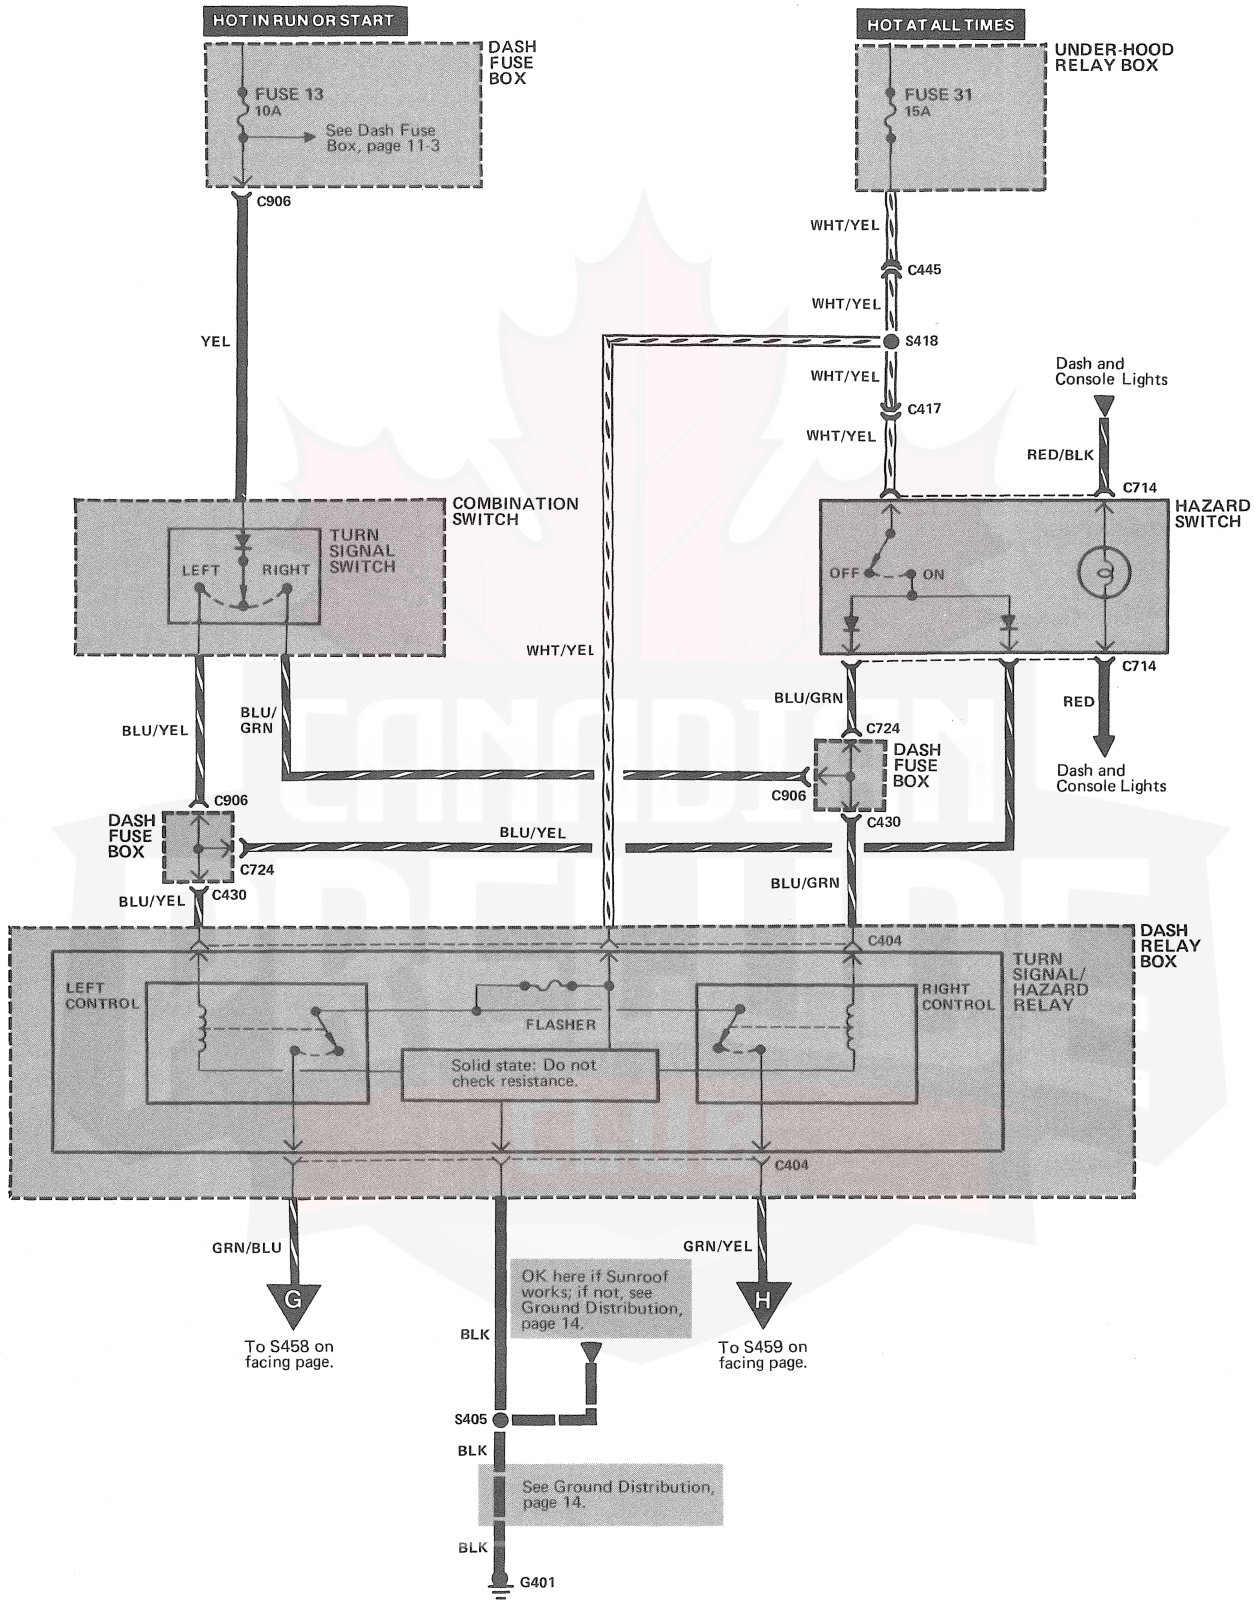 HOT IN RUN OR START
HOT AT ALL TIMES
DASH
FUSE
BOX
UNDER-HOOD
RELAY BOX
FUSE 13
10A
See Dash Fuse
Box, page 11-3
FUSE 31
15A
C906
WHT/YEL
C445
WHT/YEL
YEL
S418
WHT/YEL
Dash and
Console Lights
C417
WHT/YEL
RED/BLK
C714
COMBINATION
SWITCH
HAZARD
SWITCH
TURN
SIGNAL
SWITCH
LEFT
RIGHT
OFF
ON
WHT/YEL
C714
BLU/GRN
RED
BLU/YEL
BLU/
GRN
C724
DASH
FUSE
BOX
Dash and
Console Lights
C906
C906
DASH
FUSE
BOX
C430
BLU/YEL
C724
BLU/GRN
BLU/YEL
C430
C404
DASH
RELAY
BOX
TURN
SIGNAL/
HAZARD
RELAY
LEFT
CONTROL
RIGHT
CONTROL
FLASHER
Solid state: Do not
check resistance.
C404
GRN/BLU
GRN/YEL
G
H
OK here if Sunroof
works; if not, see
Ground Distribution,
page 14.
To S458 on
facing page.
BLK
To S459 on
facing page.
S405
BLK
See Ground Distribution,
page 14.
BLK
G401
CANADIAN
PRELUDE
CLUB